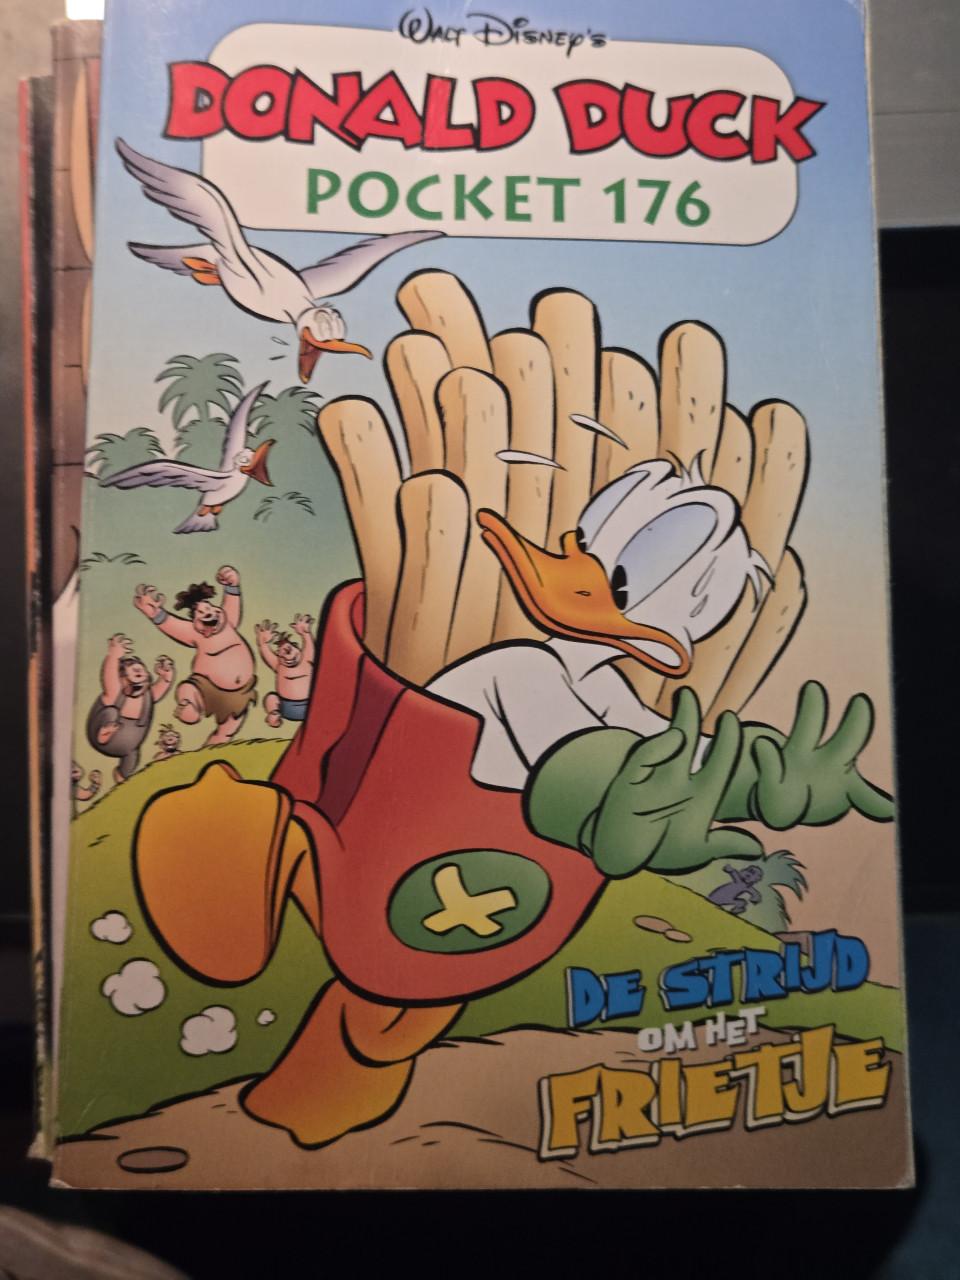 WALT DISNEY'S
DONALD DUCK
POCKET 176
DE STRIJD
OM HET
FRIETJE